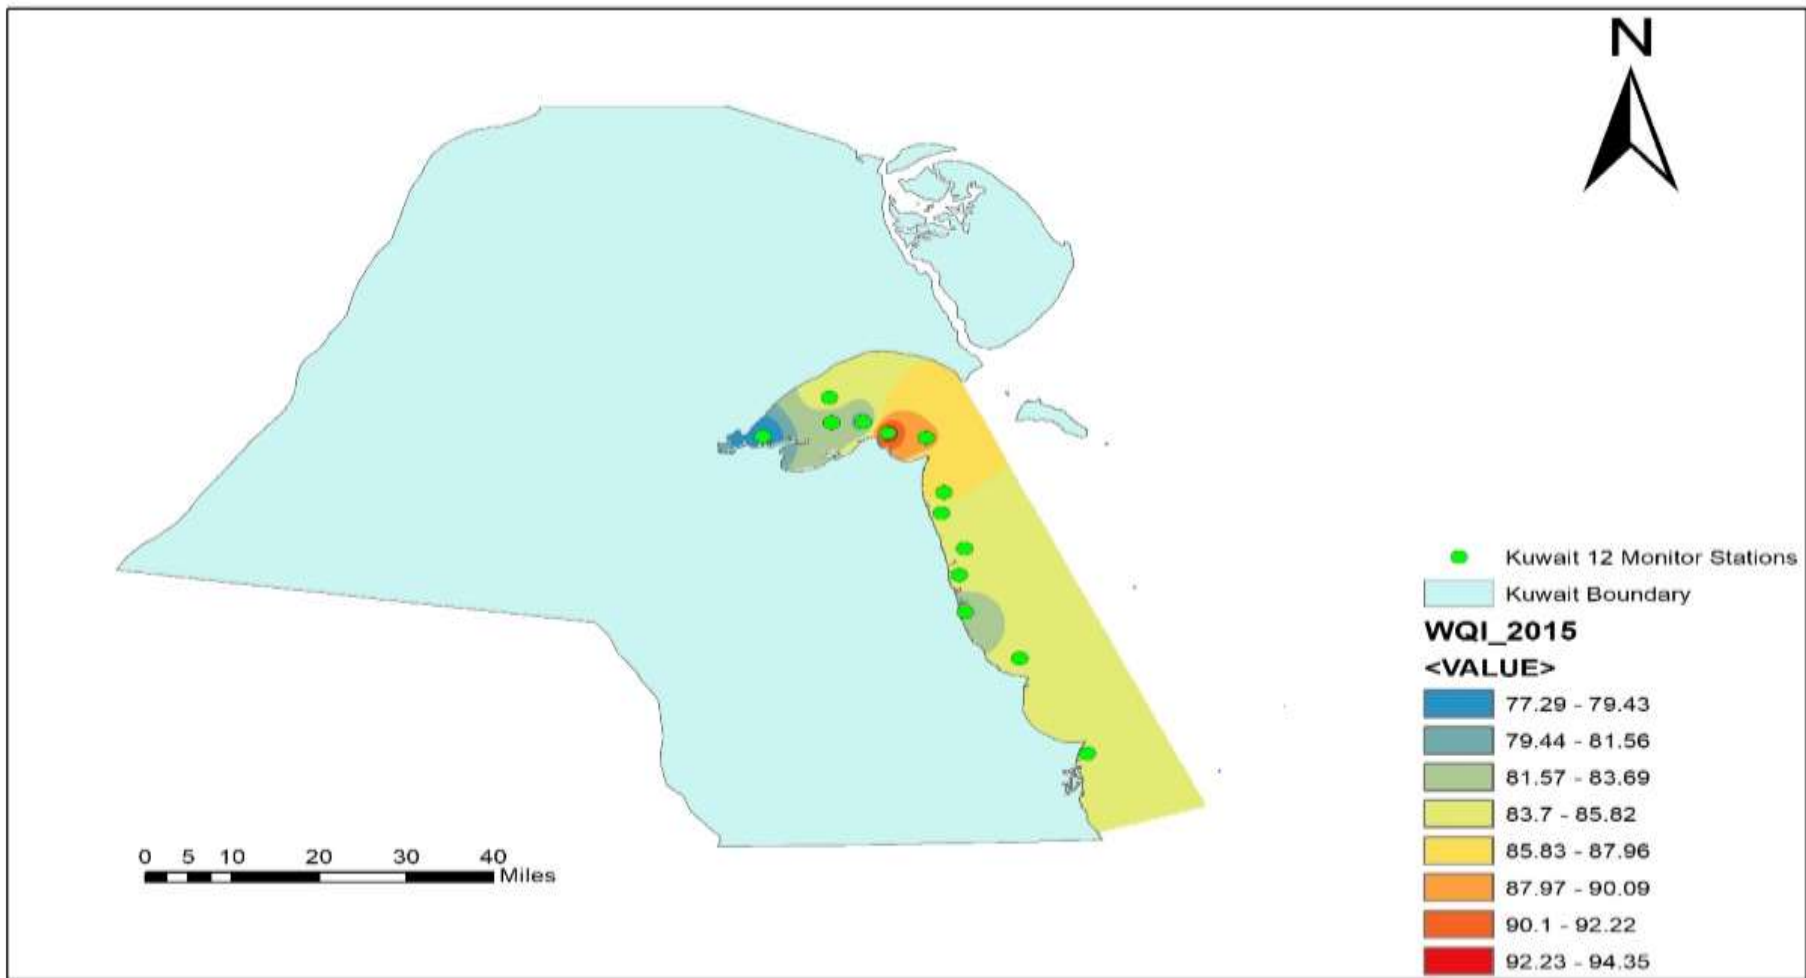 N
Kuwait 12 Monitor Stations
Kuwait Boundary
WQI_2015
<VALUE>
77.29 - 79.43
79.44 - 81.56
81.57 - 83.69
83.7 - 85.82
85.83 - 87.96
87.97 - 90.09
90.1 - 92.22
92.23 - 94.35
0 5 10 20 30 40
Miles